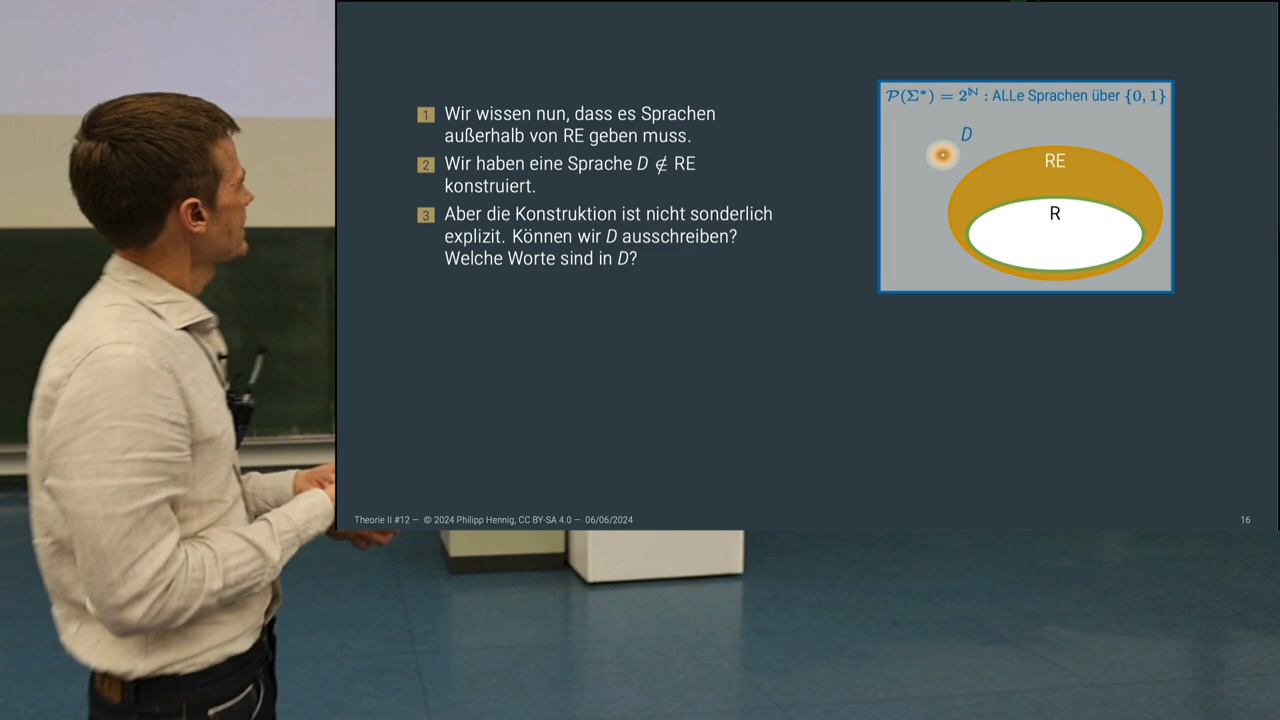 1 Wir wissen nun, dass es Sprachen
außerhalb von RE geben muss.
2 Wir haben eine Sprache D ∉ RE
konstruiert.
3 Aber die Konstruktion ist nicht sonderlich
explizit. Können wir D ausschreiben?
Welche Worte sind in D?
𝒫(Σ*) = 2^ℕ : ALLe Sprachen über {0, 1}
D
RE
R
Theorie II #12 — © 2024 Philipp Hennig, CC BY-SA 4.0 — 06/06/2024
16